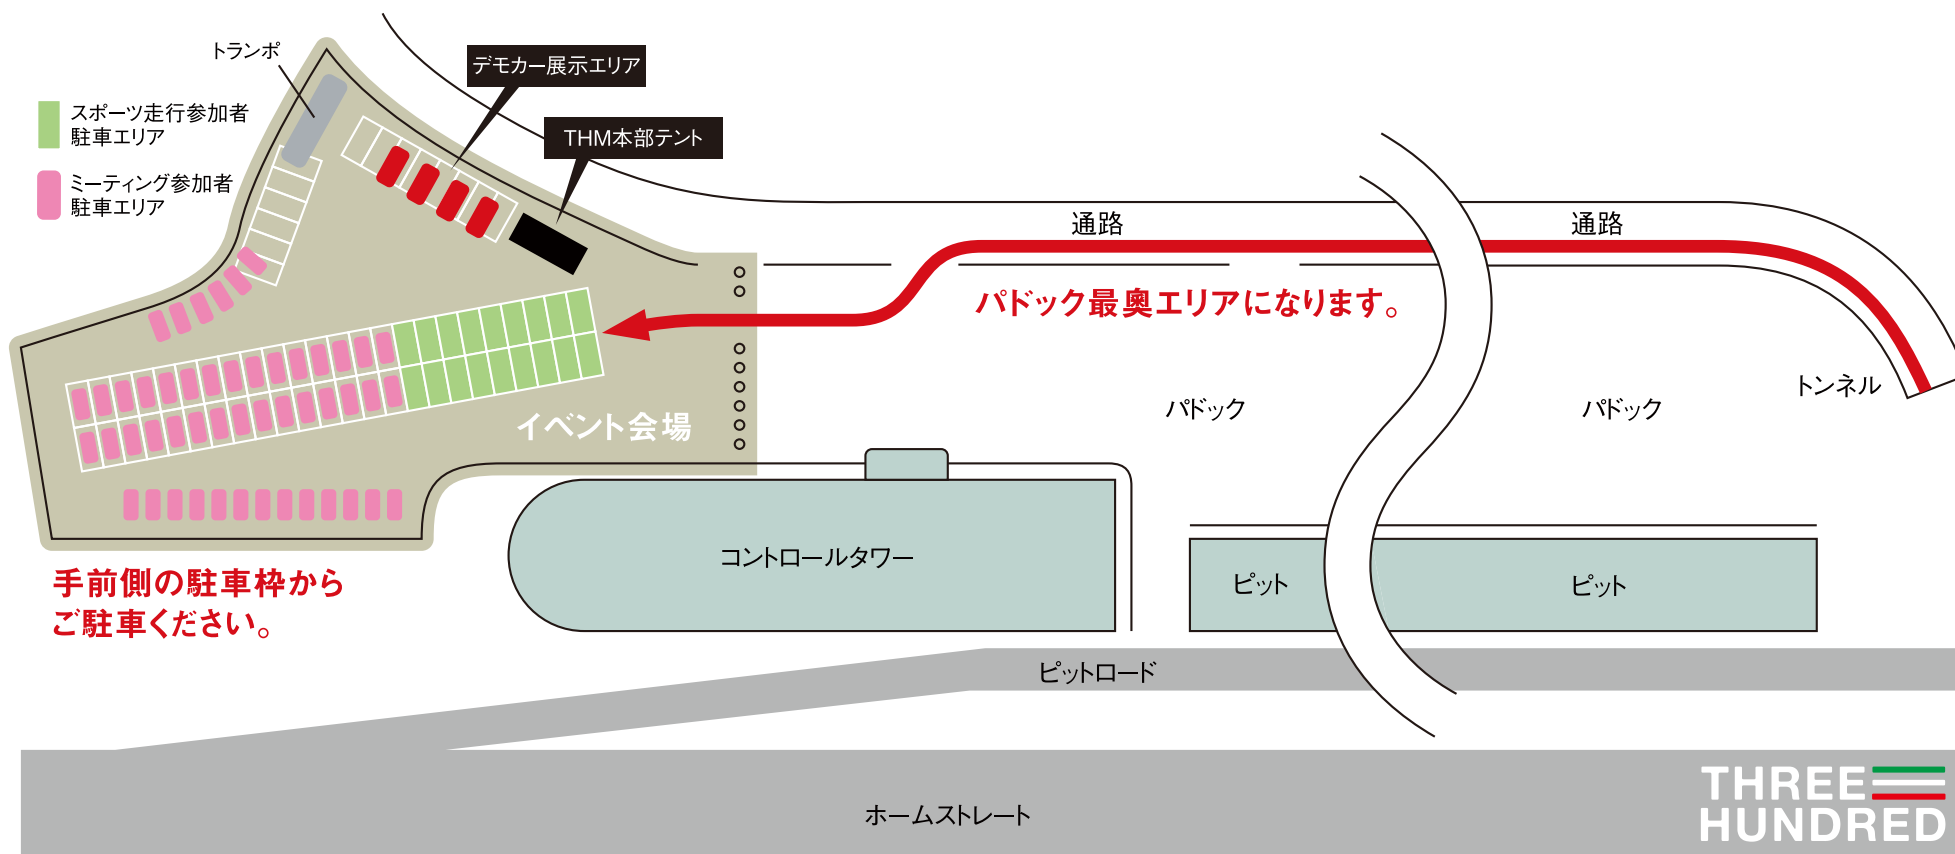 トランポ
デモカー展示エリア
スポーツ走行参加者
駐車エリア
THM本部テント
ミーティング参加者
駐車エリア
通路
通路
パドック最奥エリアになります。
トンネル
パドック
パドック
イベント会場
コントロールタワー
ピット
ピット
手前側の駐車枠から
ご駐車ください。
ピットロード
ホームストレート
THREE
HUNDRED